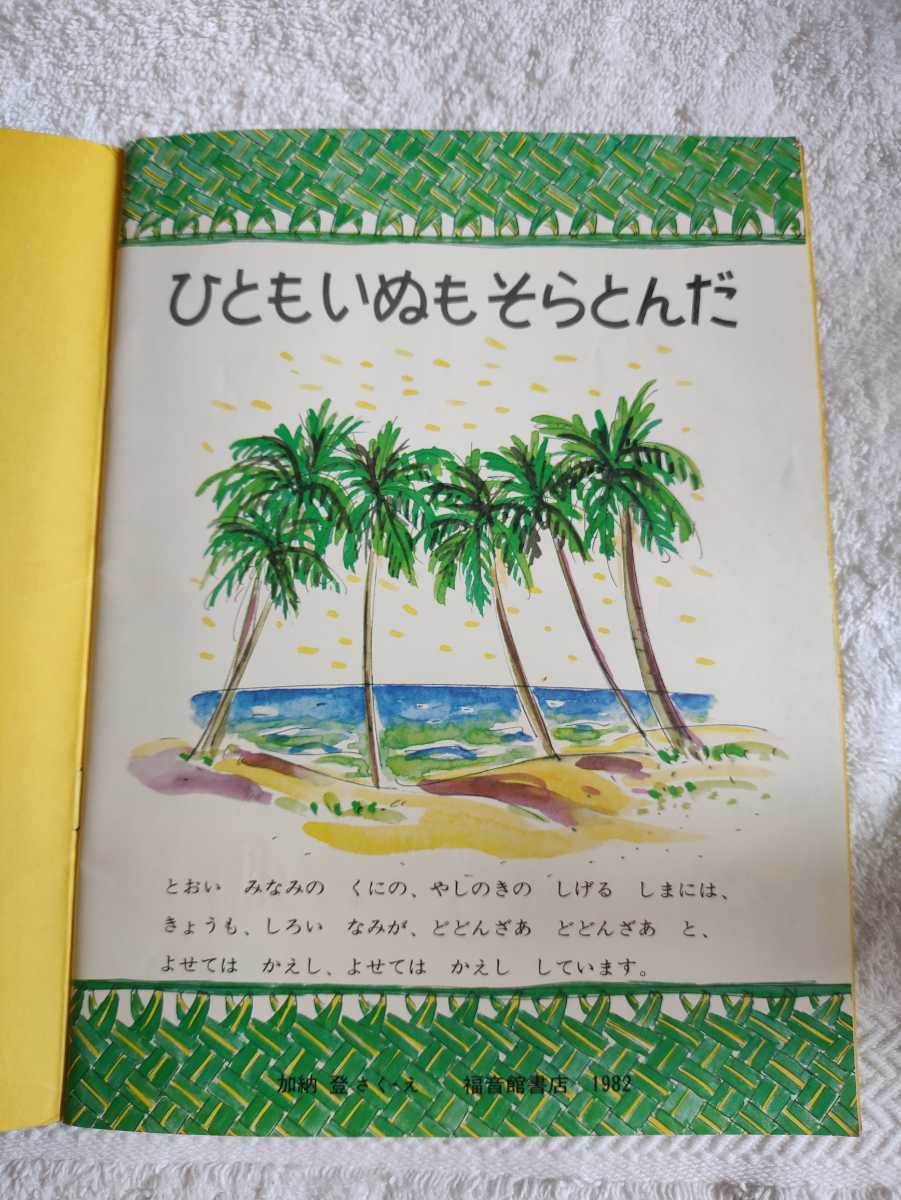 ひともいぬもそらとんだ
とおい　みなみの　くにの、やしのきの　しげる　しまには、
きょうも、しろい　なみが、どどんざあ　どどんざあ　と、
よせては　かえし、よせては　かえし　しています。
加納　登 さく・え　　福音館書店　1982